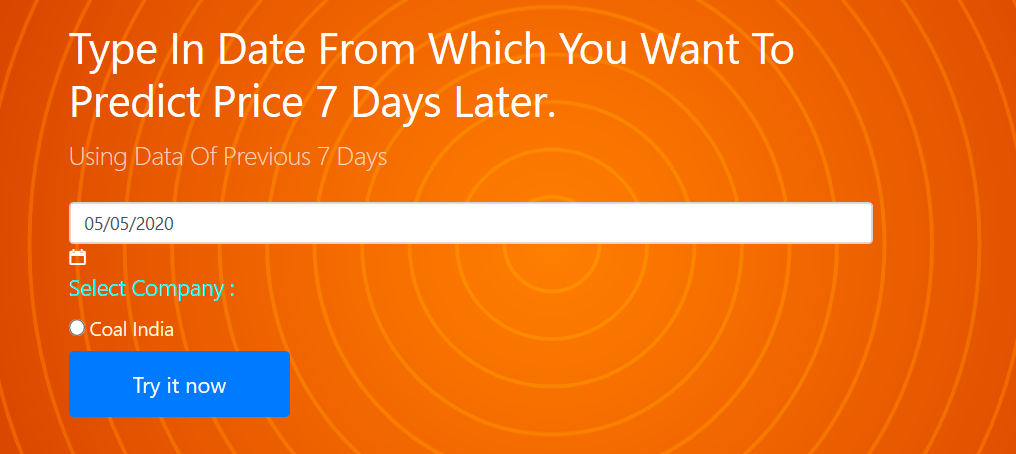 Type In Date From Which You Want To
Predict Price 7 Days Later.
Using Data Of Previous 7 Days
05/05/2020
Select Company :
Coal India
Try it now